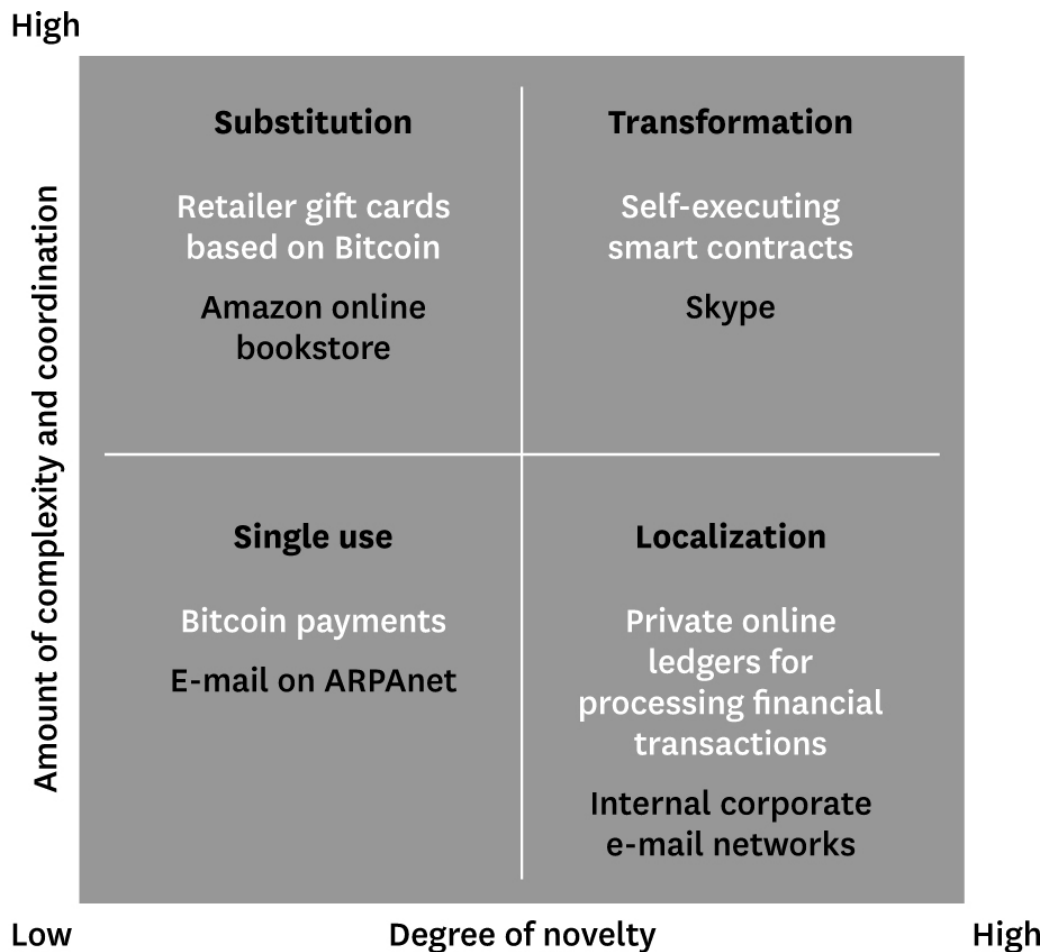 High
Amount of complexity and coordination
Substitution
Retailer gift cards
based on Bitcoin
Amazon online
bookstore
Transformation
Self-executing
smart contracts
Skype
Single use
Bitcoin payments
E-mail on ARPAnet
Localization
Private online
ledgers for
processing financial
transactions
Internal corporate
e-mail networks
Low
Degree of novelty
High